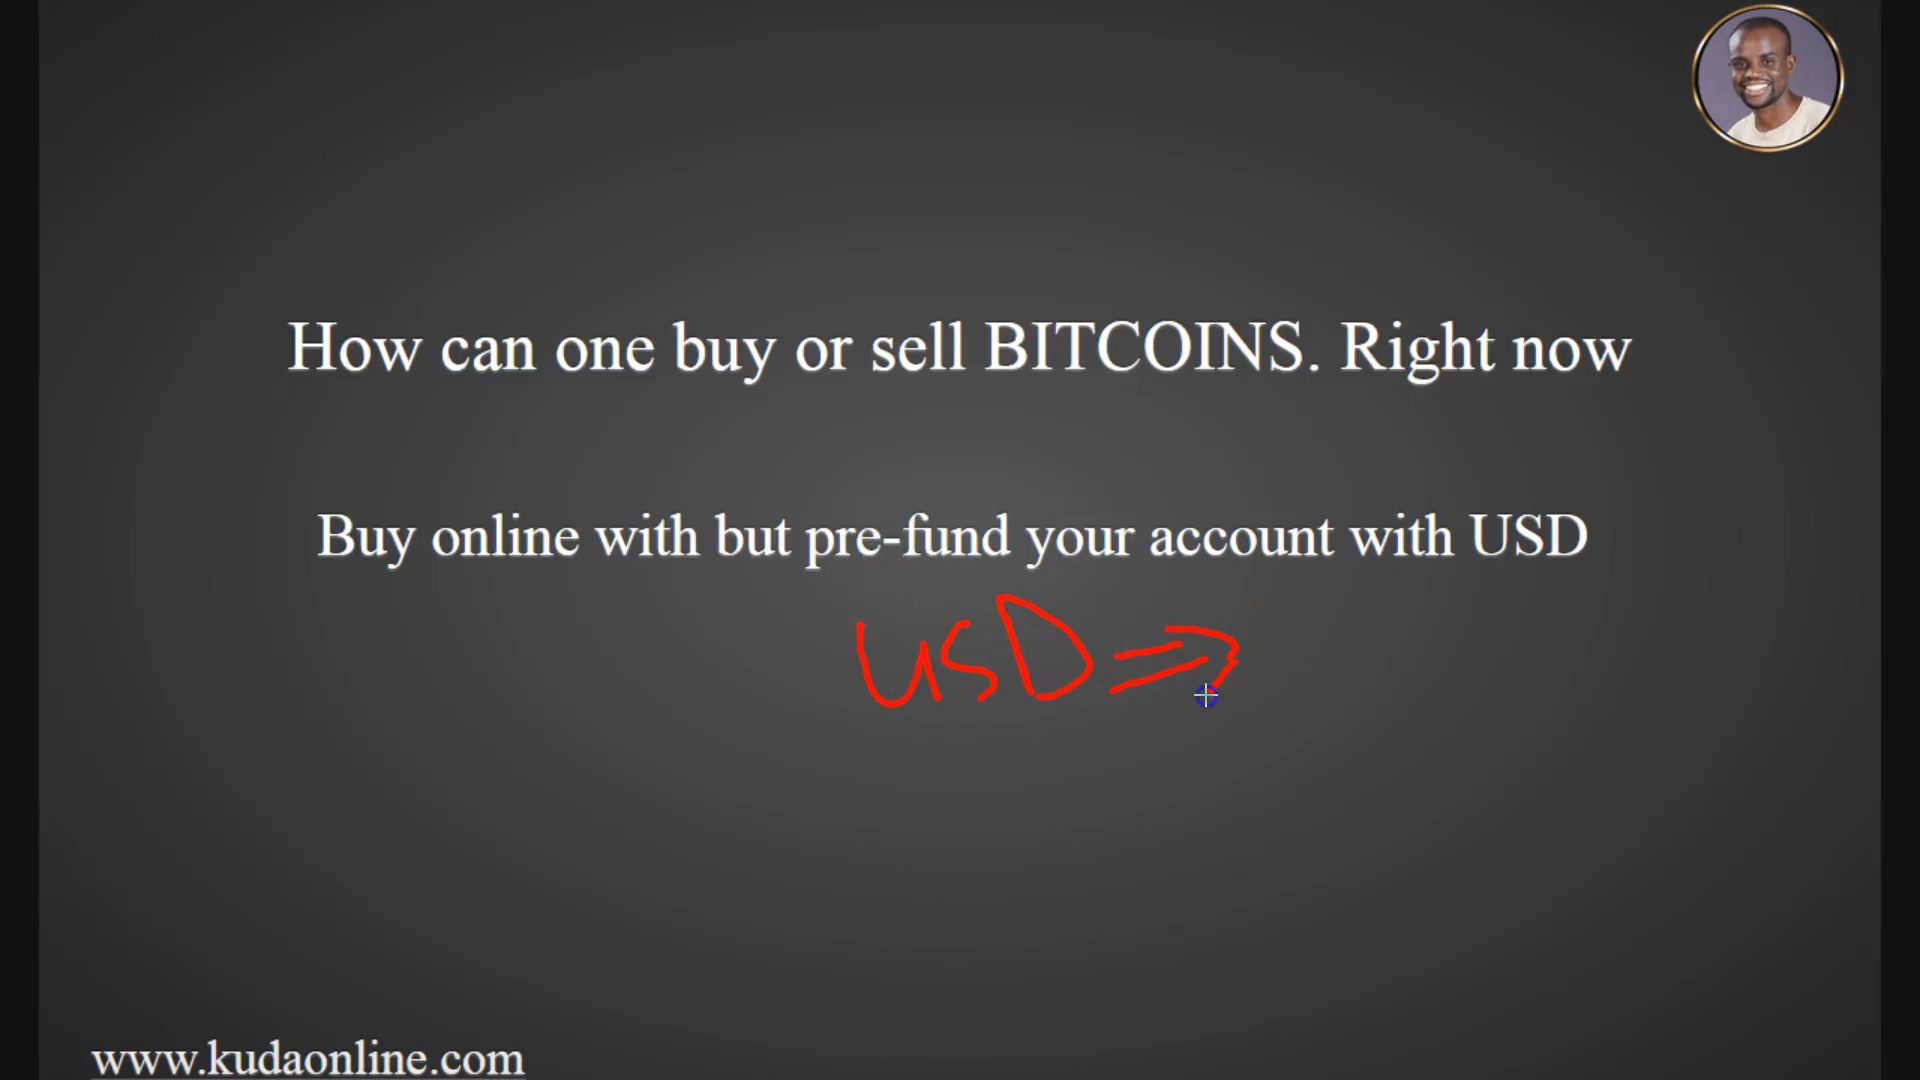 How can one buy or sell BITCOINS. Right now
Buy online with but pre-fund your account with USD
USD⇒
www.kudaonline.com